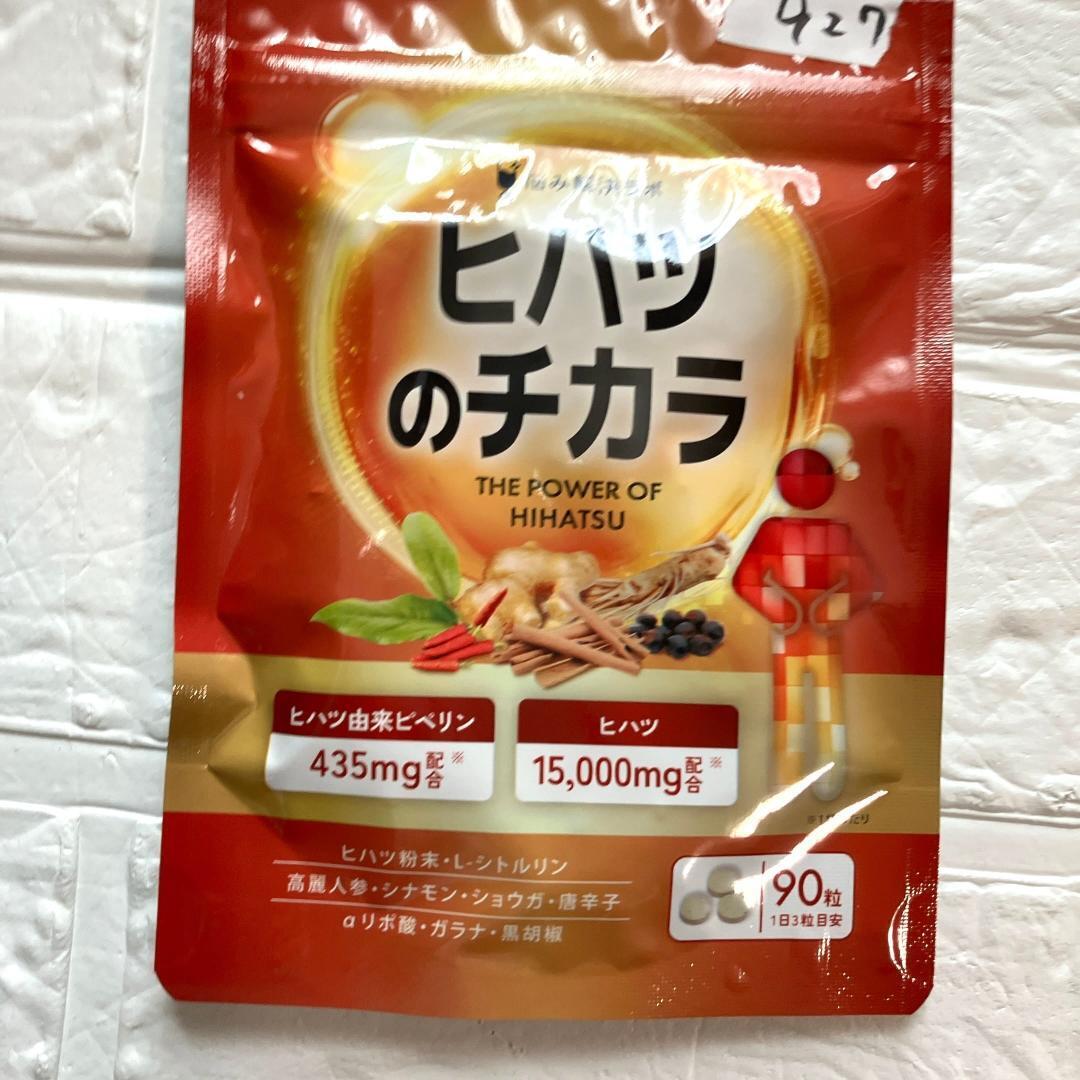 427
ヒハツ
のチカラ
THE POWER OF
HIHATSU
ヒハツ由来ピペリン
435mg配合※
ヒハツ
15,000mg配合※
ヒハツ粉末・L-シトルリン
高麗人参・シナモン・ショウガ・唐辛子
αリポ酸・ガラナ・黒胡椒
90粒
1日3粒目安